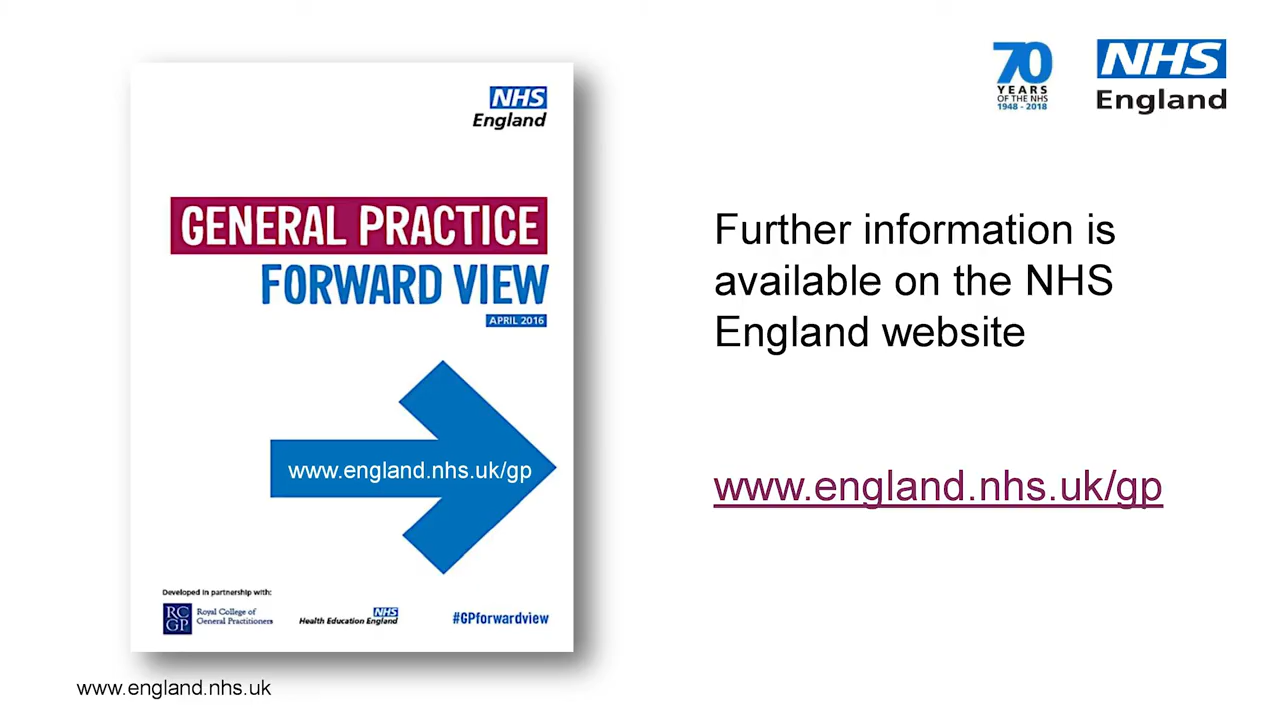 NHS
England
GENERAL PRACTICE
FORWARD VIEW
APRIL 2016
www.england.nhs.uk/gp
Developed in partnership with:
RC
GP
Royal College of
General Practitioners
NHS
Health Education England
#GPforwardview
www.england.nhs.uk
70
YEARS
OF THE NHS
1948 - 2018
NHS
England
Further information is
available on the NHS
England website
www.england.nhs.uk/gp